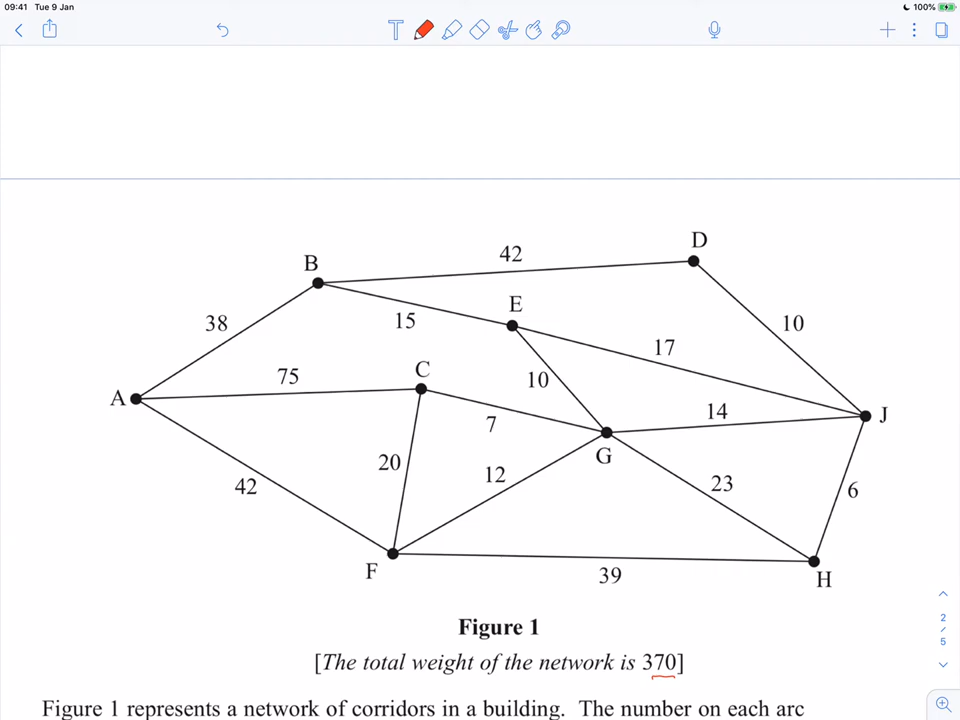 09:41 Tue 9 Jan
100%
T
B
42
D
38
15
E
10
17
A
75
C
10
7
14
J
G
42
20
12
23
6
F
39
H
Figure 1
[The total weight of the network is 370]
2
/
5
Figure 1 represents a network of corridors in a building. The number on each arc